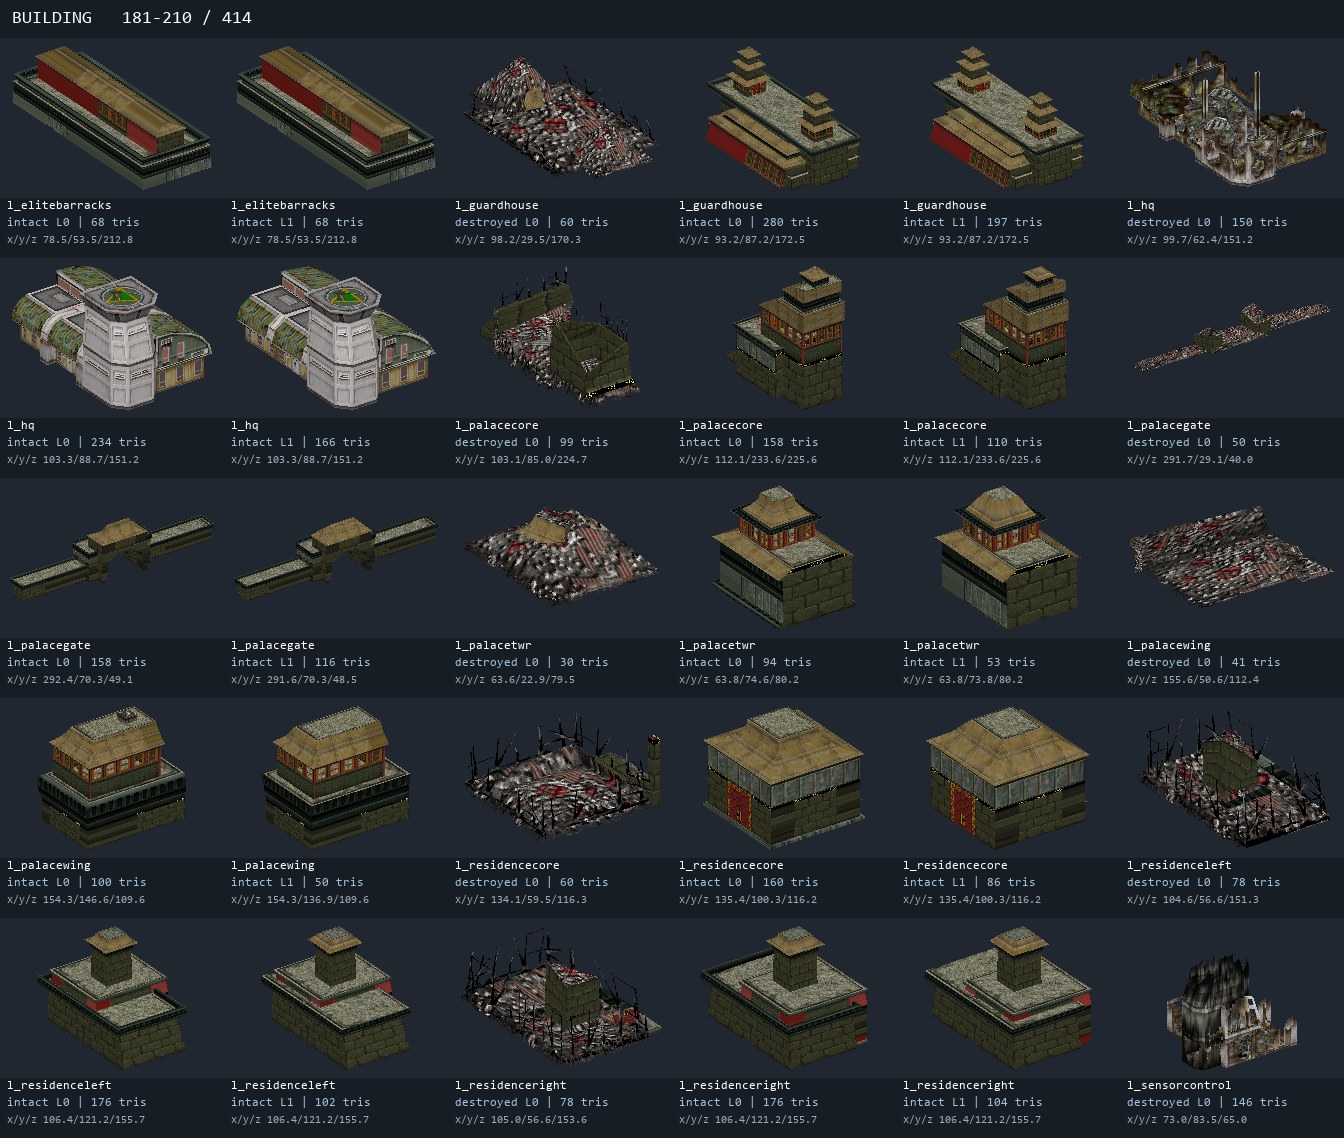 BUILDING 181-210 / 414
l_elitebarracks
intact L0 | 68 tris
x/y/z 78.5/53.5/212.8
l_elitebarracks
intact L1 | 68 tris
x/y/z 78.5/53.5/212.8
l_guardhouse
destroyed L0 | 60 tris
x/y/z 98.2/29.5/170.3
l_guardhouse
intact L0 | 280 tris
x/y/z 93.2/87.2/172.5
l_guardhouse
intact L1 | 197 tris
x/y/z 93.2/87.2/172.5
l_hq
destroyed L0 | 150 tris
x/y/z 99.7/62.4/151.2
l_hq
intact L0 | 234 tris
x/y/z 103.3/88.7/151.2
l_hq
intact L1 | 166 tris
x/y/z 103.3/88.7/151.2
l_palacecore
destroyed L0 | 99 tris
x/y/z 103.1/85.0/224.7
l_palacecore
intact L0 | 158 tris
x/y/z 112.1/233.6/225.6
l_palacecore
intact L1 | 110 tris
x/y/z 112.1/233.6/225.6
l_palacegate
destroyed L0 | 50 tris
x/y/z 291.7/29.1/40.0
l_palacegate
intact L0 | 158 tris
x/y/z 292.4/70.3/49.1
l_palacegate
intact L1 | 116 tris
x/y/z 291.6/70.3/48.5
l_palacetwr
destroyed L0 | 30 tris
x/y/z 63.6/22.9/79.5
l_palacetwr
intact L0 | 94 tris
x/y/z 63.8/74.6/80.2
l_palacetwr
intact L1 | 53 tris
x/y/z 63.8/73.8/80.2
l_palacewing
destroyed L0 | 41 tris
x/y/z 155.6/50.6/112.4
l_palacewing
intact L0 | 100 tris
x/y/z 154.3/146.6/109.6
l_palacewing
intact L1 | 50 tris
x/y/z 154.3/136.9/109.6
l_residencecore
destroyed L0 | 60 tris
x/y/z 134.1/59.5/116.3
l_residencecore
intact L0 | 160 tris
x/y/z 135.4/100.3/116.2
l_residencecore
intact L1 | 86 tris
x/y/z 135.4/100.3/116.2
l_residenceleft
destroyed L0 | 78 tris
x/y/z 104.6/56.6/151.3
l_residenceleft
intact L0 | 176 tris
x/y/z 106.4/121.2/155.7
l_residenceleft
intact L1 | 102 tris
x/y/z 106.4/121.2/155.7
l_residenceright
destroyed L0 | 78 tris
x/y/z 105.0/56.6/153.6
l_residenceright
intact L0 | 176 tris
x/y/z 106.4/121.2/155.7
l_residenceright
intact L1 | 104 tris
x/y/z 106.4/121.2/155.7
l_sensorcontrol
destroyed L0 | 146 tris
x/y/z 73.0/83.5/65.0